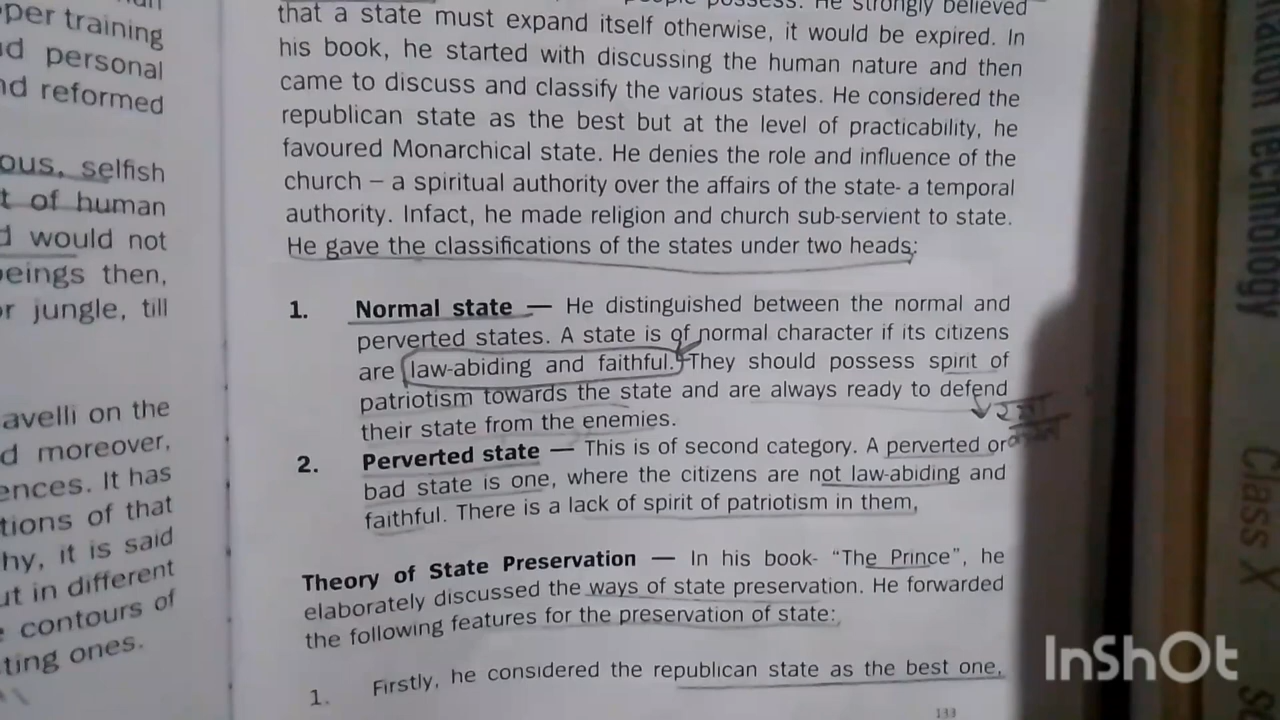 per training
d personal
nd reformed
ous, selfish
t of human
d would not
eings then,
or jungle, till
avelli on the
d moreover,
ences. It has
tions of that
hy, it is said
ut in different
e contours of
ting ones.
people possess. He strongly believed
that a state must expand itself otherwise, it would be expired. In
his book, he started with discussing the human nature and then
came to discuss and classify the various states. He considered the
republican state as the best but at the level of practicability, he
favoured Monarchical state. He denies the role and influence of the
church – a spiritual authority over the affairs of the state- a temporal
authority. Infact, he made religion and church sub-servient to state.
He gave the classifications of the states under two heads;
1. Normal state — He distinguished between the normal and
perverted states. A state is of normal character if its citizens
are law-abiding and faithful. They should possess spirit of
patriotism towards the state and are always ready to defend
their state from the enemies.
2. Perverted state — This is of second category. A perverted or
bad state is one, where the citizens are not law-abiding and
faithful. There is a lack of spirit of patriotism in them,
Theory of State Preservation — In his book- “The Prince”, he
elaborately discussed the ways of state preservation. He forwarded
the following features for the preservation of state:
1. Firstly, he considered the republican state as the best one,
133
mation Technology
Class X
InShOt